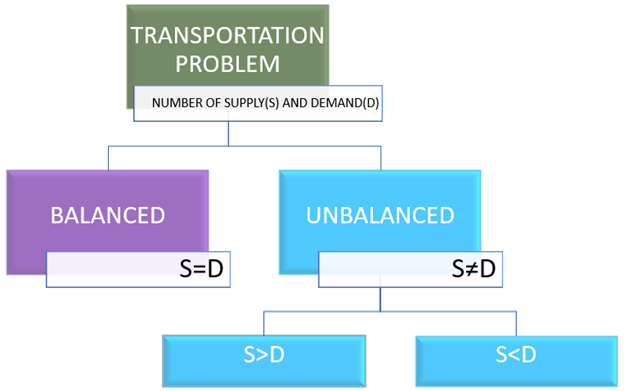 TRANSPORTATION
PROBLEM
NUMBER OF SUPPLY(S) AND DEMAND(D)
BALANCED
S=D
UNBALANCED
S≠D
S>D
S<D